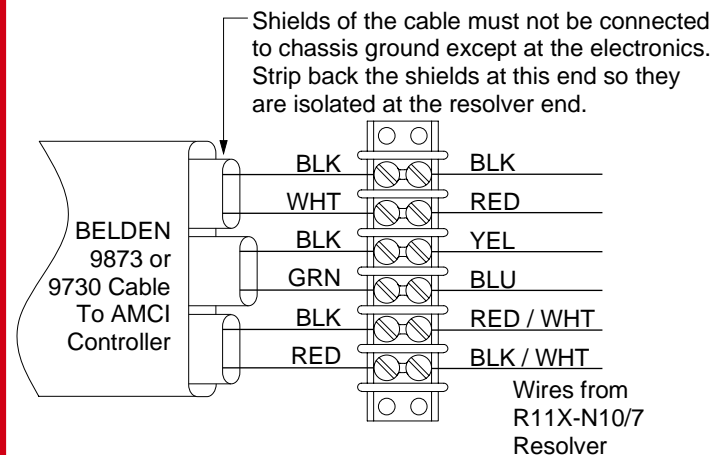 Shields of the cable must not be connected
to chassis ground except at the electronics.
Strip back the shields at this end so they
are isolated at the resolver end.
BELDEN
9873 or
9730 Cable
To AMCI
Controller
BLK BLK
WHT RED
BLK YEL
GRN BLU
BLK RED / WHT
RED BLK / WHT
Wires from
R11X-N10/7
Resolver